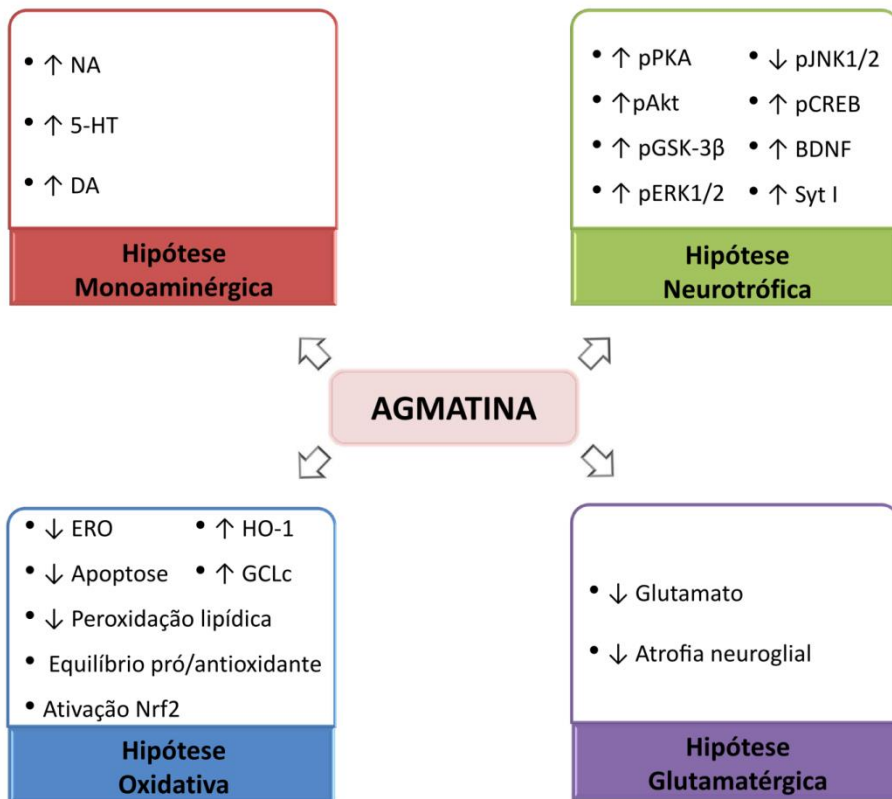 • ↑ NA
• ↑ 5-HT
• ↑ DA
Hipótese
Monoaminérgica
• ↑ pPKA
• ↑pAkt
• ↑ pGSK-3β
• ↑ pERK1/2
• ↓ pJNK1/2
• ↑ pCREB
• ↑ BDNF
• ↑ Syt I
Hipótese
Neurotrófica
AGMATINA
• ↓ ERO
• ↓ Apoptose
• ↑ HO-1
• ↑ GCLc
• ↓ Peroxidação lipídica
• Equilíbrio pró/antioxidante
• Ativação Nrf2
Hipótese
Oxidativa
• ↓ Glutamato
• ↓ Atrofia neuroglial
Hipótese
Glutamatérgica